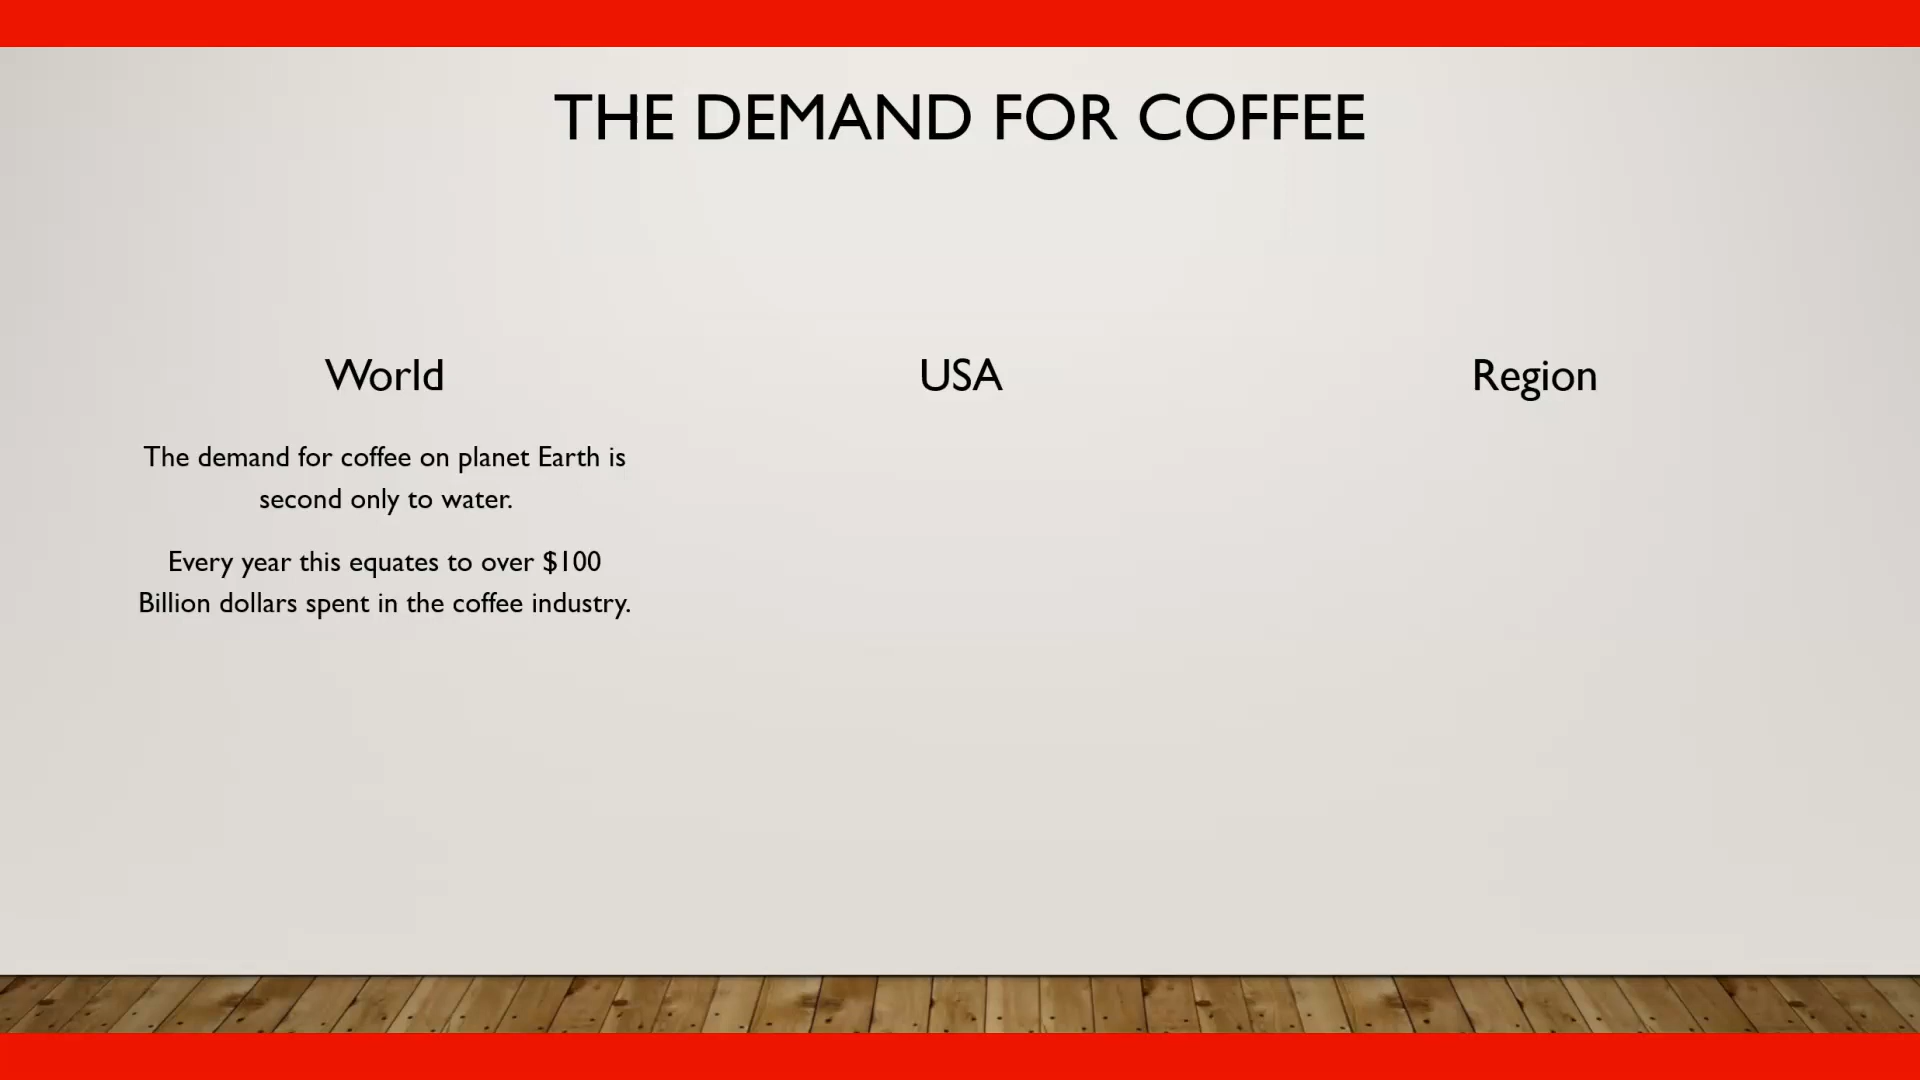 THE DEMAND FOR COFFEE
World
The demand for coffee on planet Earth is
second only to water.
Every year this equates to over $100
Billion dollars spent in the coffee industry.
USA
Region